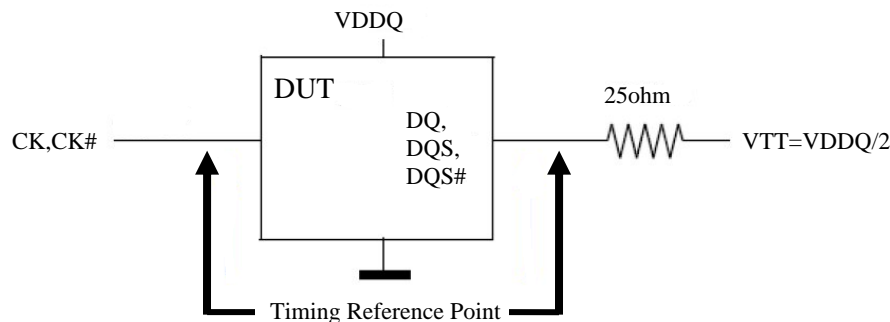 VDDQ
DUT
25ohm
DQ,
CK,CK#
DQS,
VTT=VDDQ/2
DQS#
Timing Reference Point